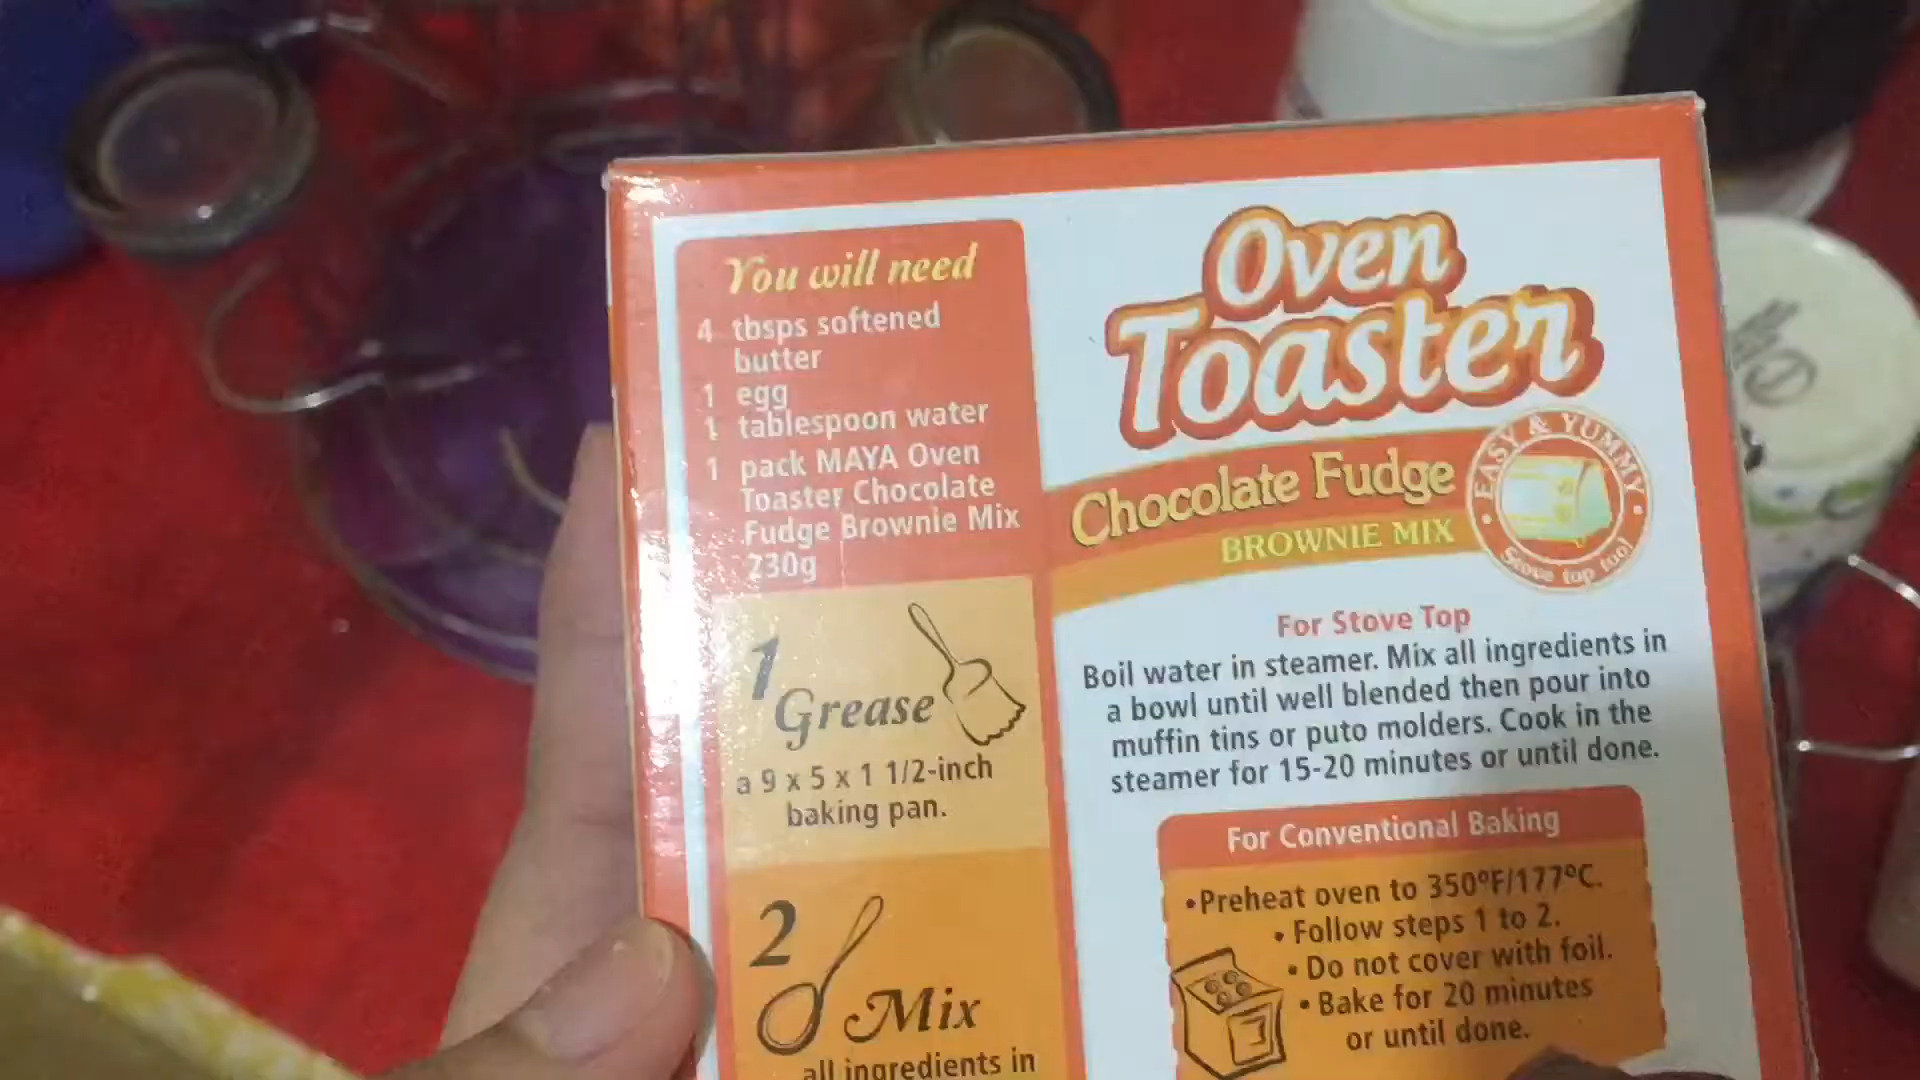 You will need
4 tbsps softened
butter
1 egg
1 tablespoon water
1 pack MAYA Oven
Toaster Chocolate
Fudge Brownie Mix
230g
1
Grease
a 9 x 5 x 1 1/2-inch
baking pan.
2
Mix
all ingredients in
Oven
Toaster
Chocolate Fudge
BROWNIE MIX
EASY & YUMMY
Stove top too!
For Stove Top
Boil water in steamer. Mix all ingredients in
a bowl until well blended then pour into
muffin tins or puto molders. Cook in the
steamer for 15-20 minutes or until done.
For Conventional Baking
•Preheat oven to 350ºF/177ºC.
• Follow steps 1 to 2.
• Do not cover with foil.
• Bake for 20 minutes
or until done.